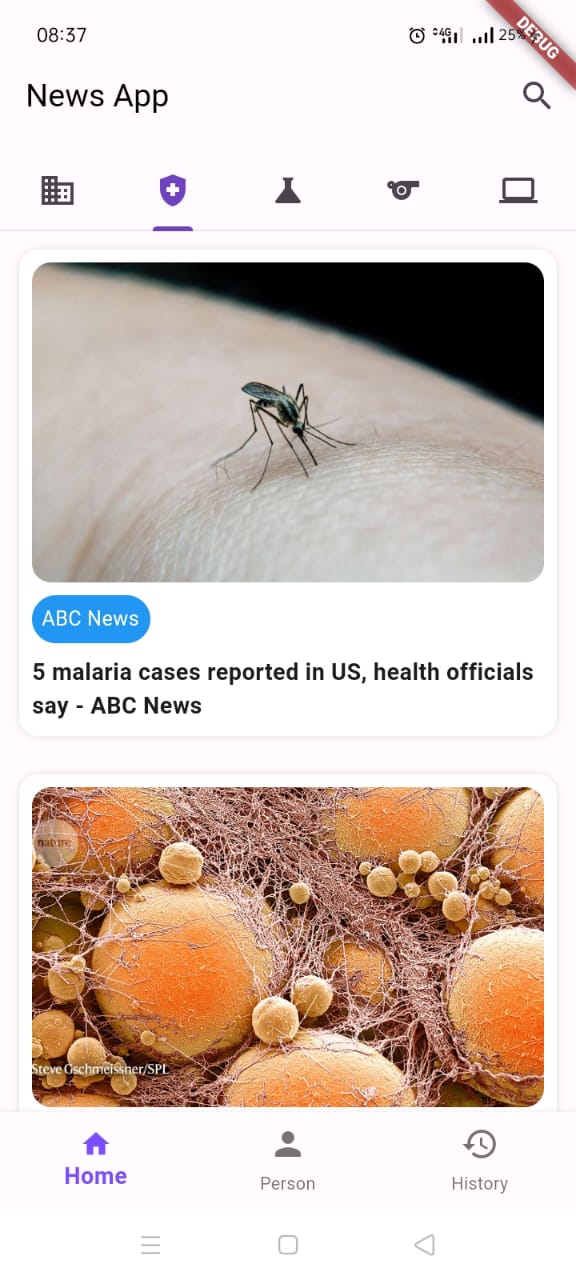 08:37
4G
25%
DEBUG
News App
ABC News
5 malaria cases reported in US, health officials
say - ABC News
nature
Steve Gschmeissner/SPL
Home
Person
History